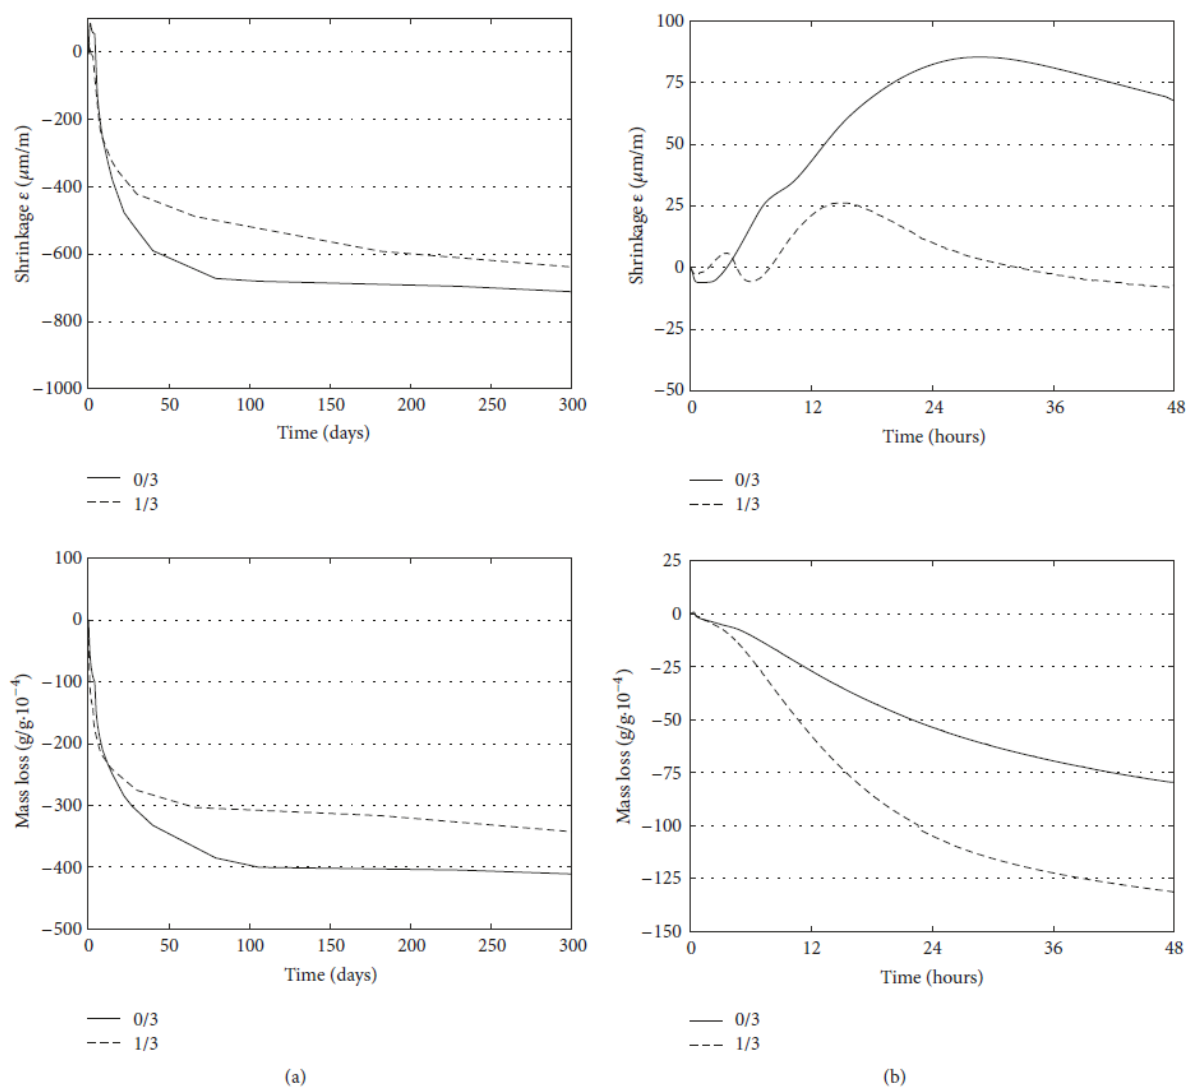 0
−200
−400
−600
−800
−1000
Shrinkage ε (μm/m)
0 50 100 150 200 250 300
Time (days)
0/3
1/3
100
75
50
25
0
−25
−50
Shrinkage ε (μm/m)
0 12 24 36 48
Time (hours)
0/3
1/3
100
0
−100
−200
−300
−400
−500
Mass loss (g/g·10⁻⁴)
0 50 100 150 200 250 300
Time (days)
0/3
1/3
(a)
25
0
−25
−50
−75
−100
−125
−150
Mass loss (g/g·10⁻⁴)
0 12 24 36 48
Time (hours)
0/3
1/3
(b)